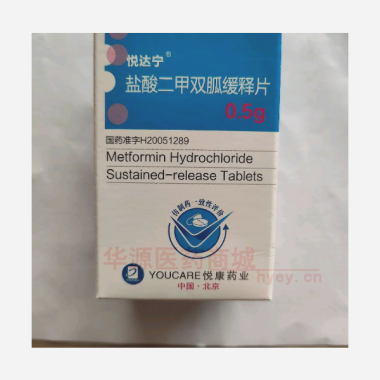 悦达宁®
盐酸二甲双胍缓释片
0.5g
国药准字H20051289
Metformin Hydrochloride
Sustained-release Tablets
仿制药一致性评价
华源医药商城
hyey.cn
YOUCARE 悦康药业
中国·北京